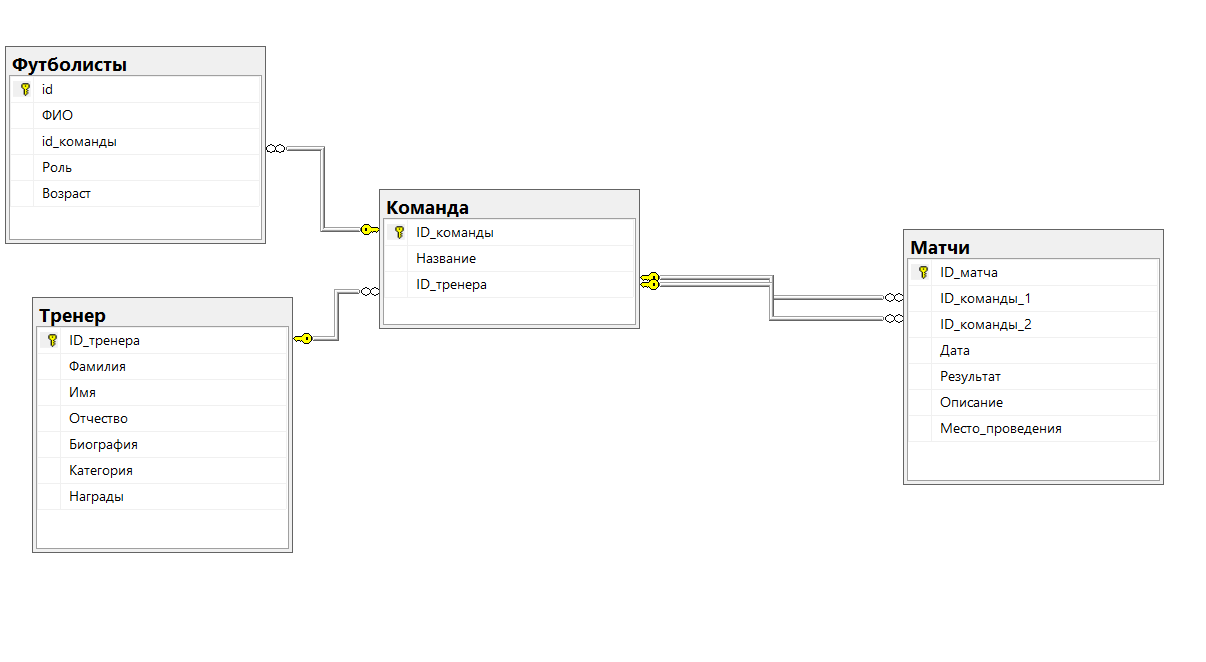 Футболисты
id
ФИО
id_команды
Роль
Возраст
Команда
ID_команды
Название
ID_тренера
Тренер
ID_тренера
Фамилия
Имя
Отчество
Биография
Категория
Награды
Матчи
ID_матча
ID_команды_1
ID_команды_2
Дата
Результат
Описание
Место_проведения